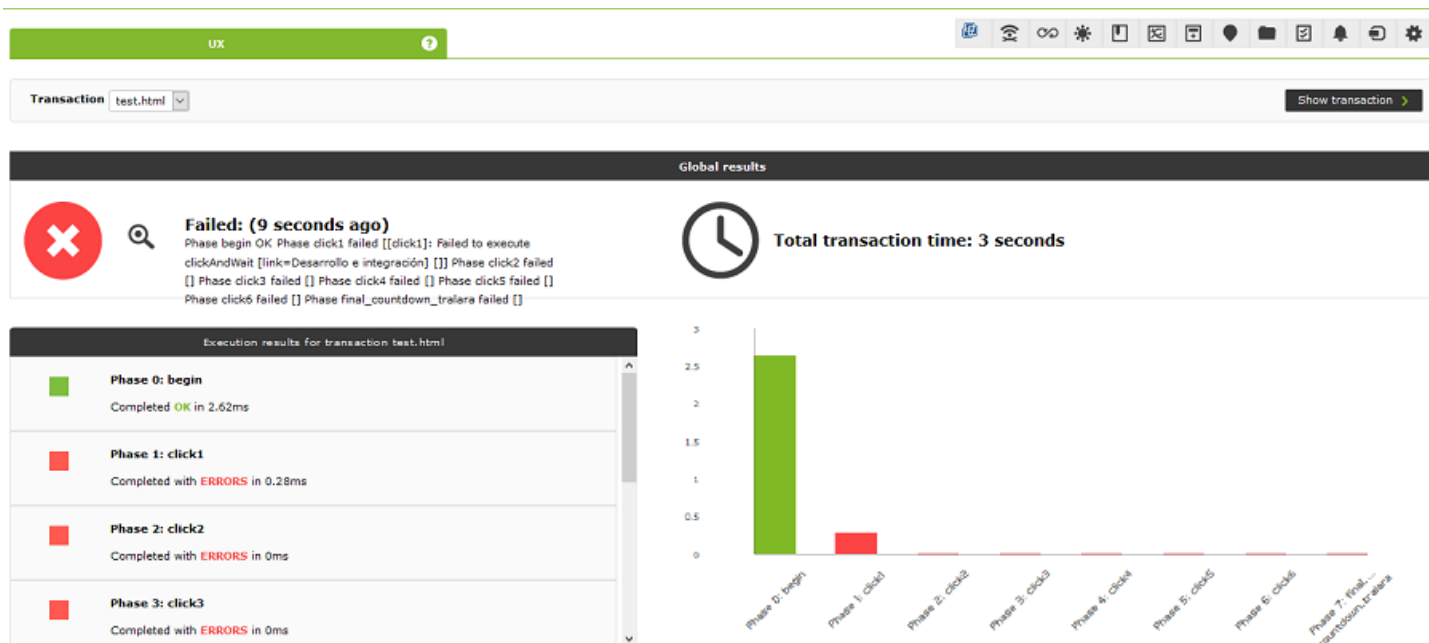 UX
Transaction test.html
Show transaction
Global results
Failed: (9 seconds ago)
Phase begin OK Phase click1 failed [[click1]: Failed to execute
clickAndWait [link=Desarrollo e integración] []] Phase click2 failed
[] Phase click3 failed [] Phase click4 failed [] Phase click5 failed []
Phase click6 failed [] Phase final_countdown_tralara failed []
Total transaction time: 3 seconds
Execution results for transaction test.html
Phase 0: begin
Completed OK in 2.62ms
Phase 1: click1
Completed with ERRORS in 0.28ms
Phase 2: click2
Completed with ERRORS in 0ms
Phase 3: click3
Completed with ERRORS in 0ms
3
2.5
2
1.5
1
0.5
0
Phase 0: begin
Phase 1: click1
Phase 2: click2
Phase 3: click3
Phase 4: click4
Phase 5: click5
Phase 6: click6
Phase 7: final_...
countdown_tralara